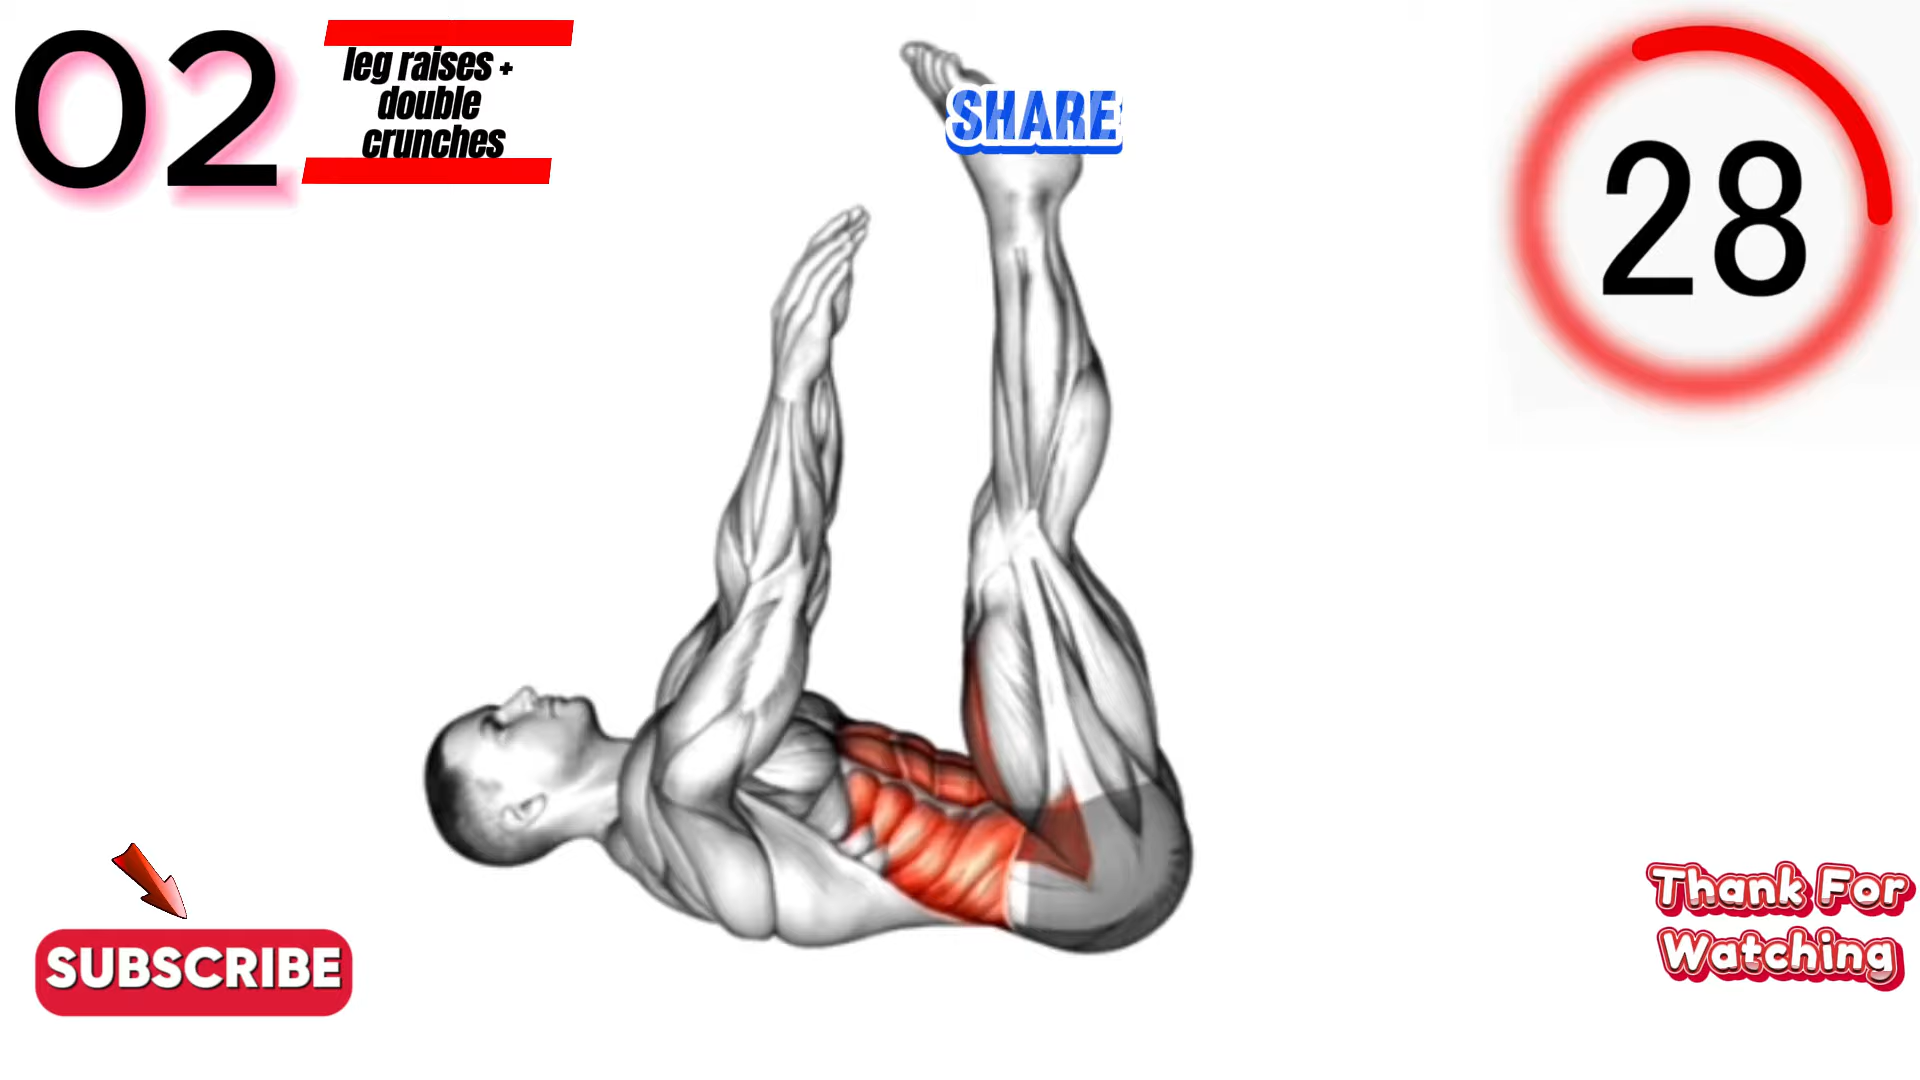 02
leg raises +
double
crunches
SHARE
28
SUBSCRIBE
Thank For
Watching